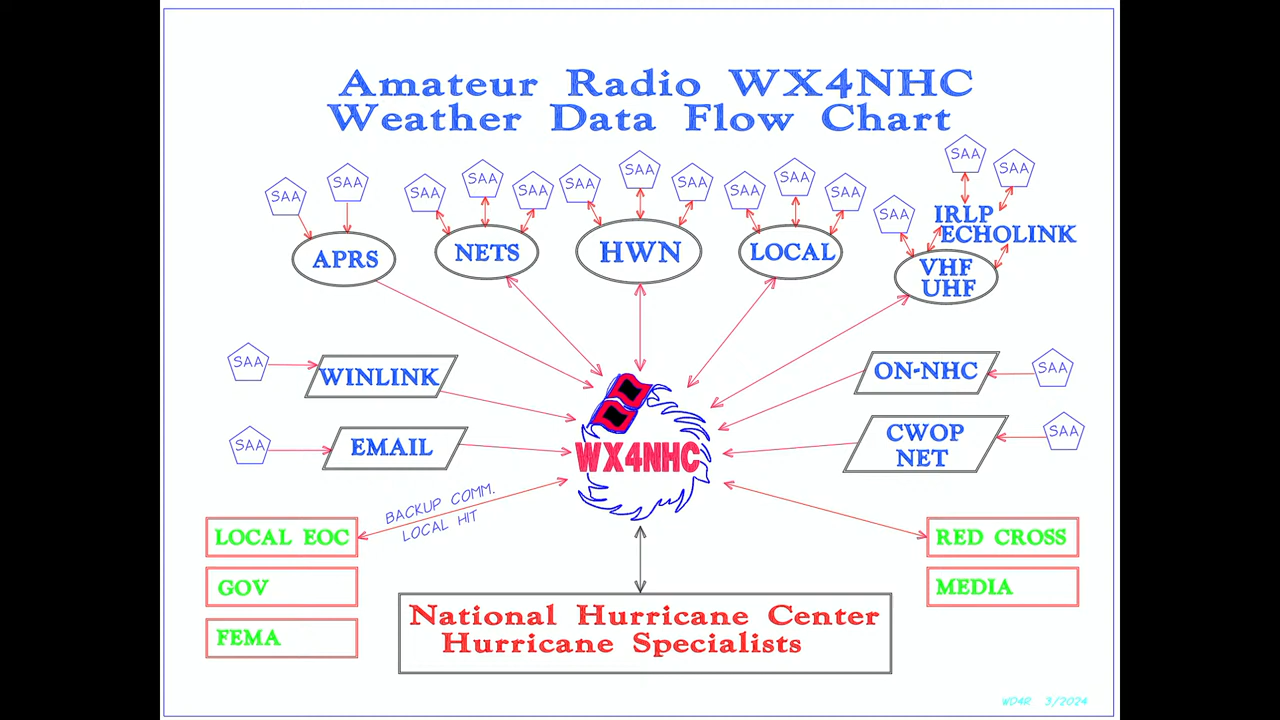 Amateur Radio WX4NHC
Weather Data Flow Chart
SAA SAA SAA SAA SAA SAA SAA SAA SAA SAA SAA SAA SAA SAA
IRLP
ECHOLINK
APRS NETS HWN LOCAL VHF
UHF
SAA WINLINK ON-NHC SAA
SAA EMAIL CWOP SAA
NET
WX4NHC
BACKUP COMM.
LOCAL HIT
LOCAL EOC RED CROSS
GOV MEDIA
FEMA
National Hurricane Center
Hurricane Specialists
WD4R 3/2024